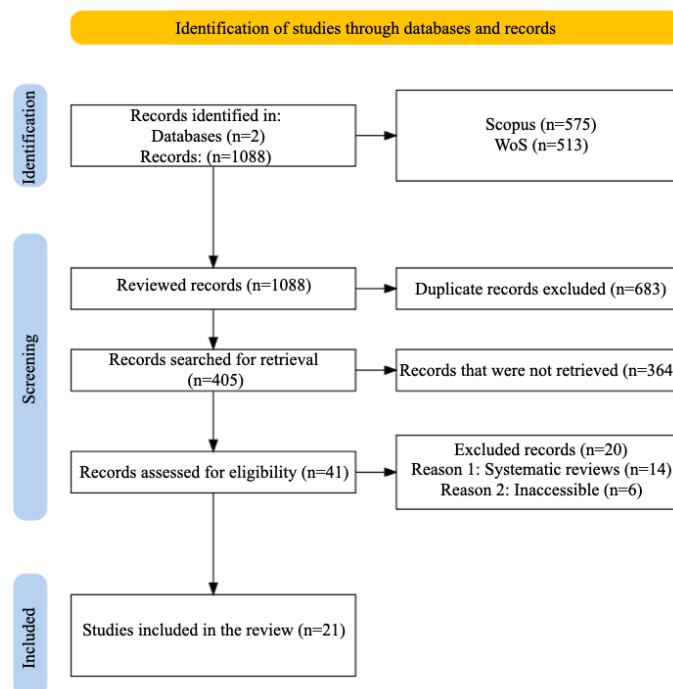 Identification of studies through databases and records
Identification
Records identified in:
Databases (n=2)
Records: (n=1088)
Scopus (n=575)
WoS (n=513)
Screening
Reviewed records (n=1088)
Duplicate records excluded (n=683)
Records searched for retrieval
(n=405)
Records that were not retrieved (n=364
Records assessed for eligibility (n=41)
Excluded records (n=20)
Reason 1: Systematic reviews (n=14)
Reason 2: Inaccessible (n=6)
Included
Studies included in the review (n=21)